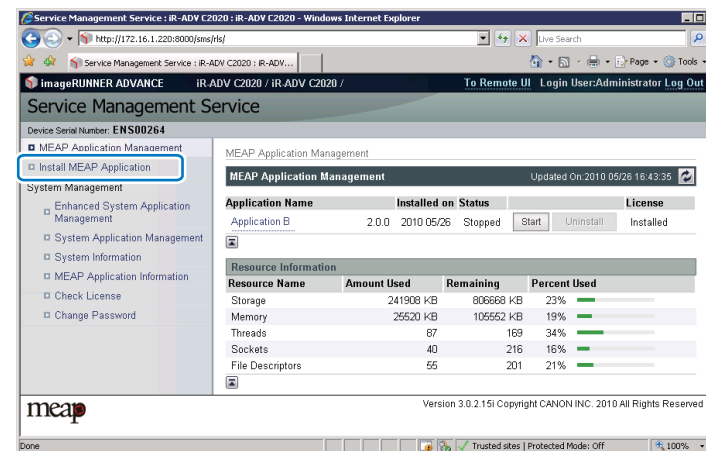 Service Management Service : iR-ADV C2020 : iR-ADV C2020 - Windows Internet Explorer
http://172.16.1.220:8000/sms/rls/
Live Search
Service Management Service : iR-ADV C2020 : iR-ADV...
Page
Tools
imageRUNNER ADVANCE iR-ADV C2020 / iR-ADV C2020 / To Remote UI Login User:Administrator Log Out
Service Management Service
Device Serial Number: ENS00264
MEAP Application Management
Install MEAP Application
System Management
Enhanced System Application
Management
System Application Management
System Information
MEAP Application Information
Check License
Change Password
MEAP Application Management
MEAP Application Management Updated On:2010 05/26 16:43:35
Application Name Installed on Status License
Application B 2.0.0 2010 05/26 Stopped Start Uninstall Installed
Resource Information
Resource Name Amount Used Remaining Percent Used
Storage 241908 KB 806668 KB 23%
Memory 25520 KB 105552 KB 19%
Threads 87 169 34%
Sockets 40 216 16%
File Descriptors 55 201 21%
meap
Version 3.0.2.15i Copyright CANON INC. 2010 All Rights Reserved
Done Trusted sites | Protected Mode: Off 100%